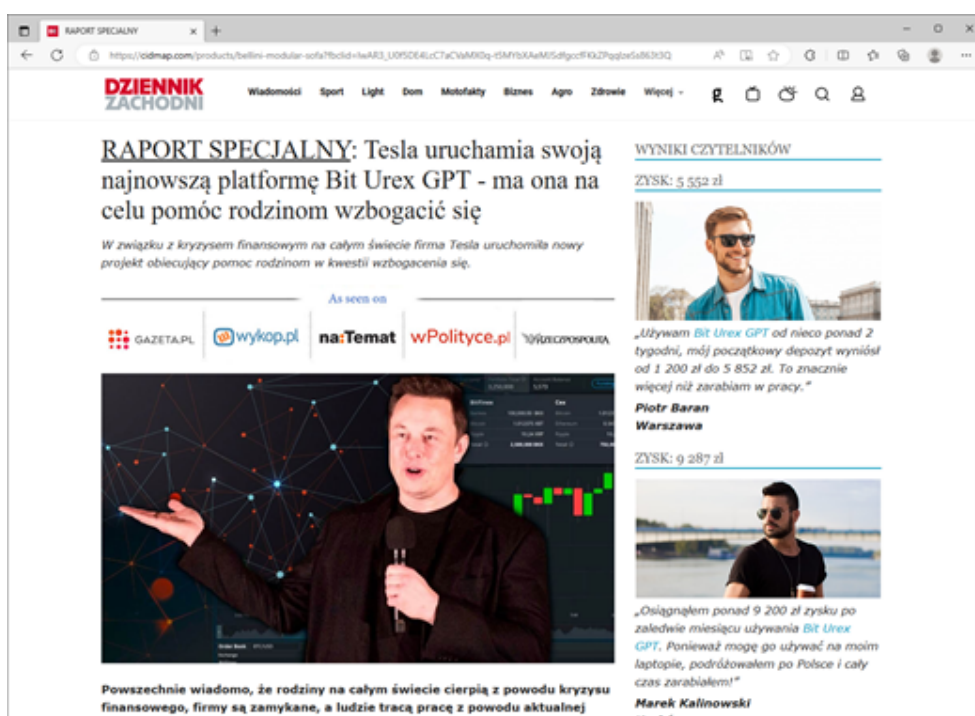 RAPORT SPECJALNY
https://cidmap.com/products/bellini-modular-sofa?fbclid=
DZIENNIK
ZACHODNI
Wiadomości Sport Light Dom Motofakty Biznes Agro Zdrowie Więcej
RAPORT SPECJALNY: Tesla uruchamia swoją
najnowszą platformę Bit Urex GPT - ma ona na
celu pomóc rodzinom wzbogacić się
W związku z kryzysem finansowym na całym świecie firma Tesla uruchomiła nowy
projekt obiecujący pomoc rodzinom w kwestii wzbogacenia się.
As seen on
GAZETA.PL wykop.pl na:Temat wPolityce.pl RZECZPOSPOLITA
Powszechnie wiadomo, że rodziny na całym świecie cierpią z powodu kryzysu
finansowego, firmy są zamykane, a ludzie tracą pracę z powodu aktualnej
WYNIKI CZYTELNIKÓW
ZYSK: 5 552 zł
„Używam Bit Urex GPT od nieco ponad 2
tygodni, mój początkowy depozyt wyniósł
od 1 200 zł do 5 852 zł. To znacznie
więcej niż zarabiam w pracy.”
Piotr Baran
Warszawa
ZYSK: 9 287 zł
„Osiągnąłem ponad 9 200 zł zysku po
zaledwie miesiącu używania Bit Urex
GPT. Ponieważ mogę go używać na moim
laptopie, podróżowałem po Polsce i cały
czas zarabiałem!”
Marek Kalinowski